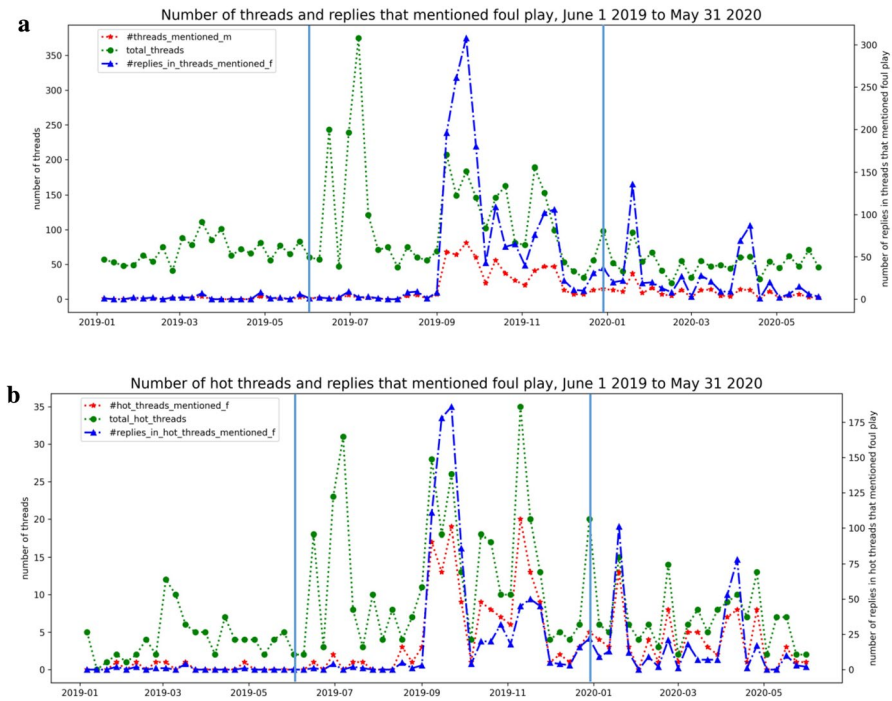 a
Number of threads and replies that mentioned foul play, June 1 2019 to May 31 2020
#threads_mentioned_m
total_threads
#replies_in_threads_mentioned_f
number of threads
350
300
250
200
150
100
50
0
number of replies in threads that mentioned foul play
300
250
200
150
100
50
0
2019-01 2019-03 2019-05 2019-07 2019-09 2019-11 2020-01 2020-03 2020-05
b
Number of hot threads and replies that mentioned foul play, June 1 2019 to May 31 2020
#hot_threads_mentioned_f
total_hot_threads
#replies_in_hot_threads_mentioned_f
number of threads
35
30
25
20
15
10
5
0
number of replies in hot threads that mentioned foul play
175
150
125
100
75
50
25
0
2019-01 2019-03 2019-05 2019-07 2019-09 2019-11 2020-01 2020-03 2020-05